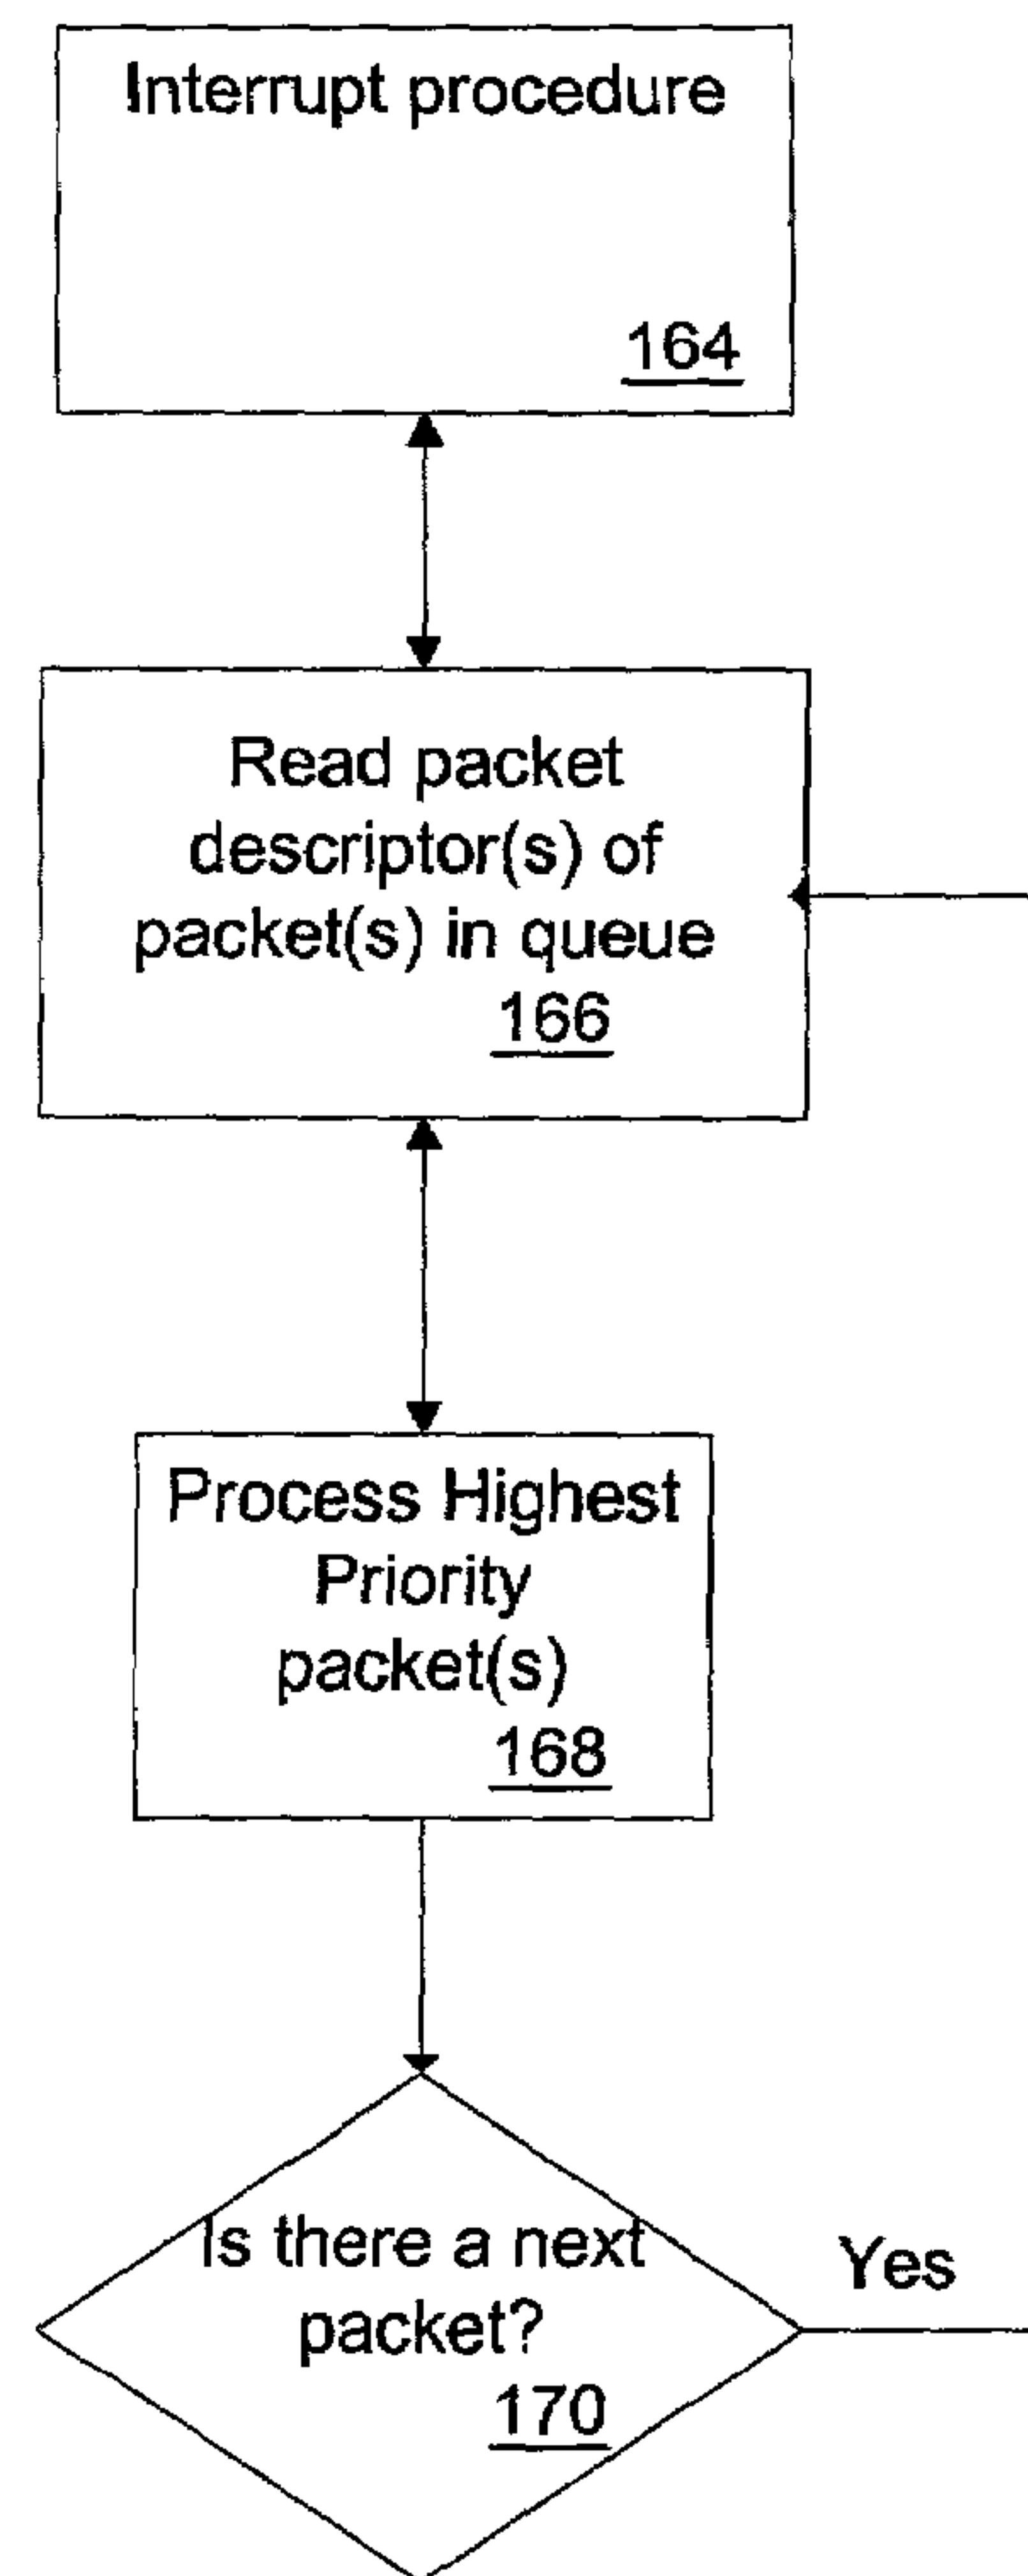 Interrupt procedure
164
Read packet
descriptor(s) of
packet(s) in queue
166
Process Highest
Priority
packet(s)
168
Is there a next
packet?
170
Yes